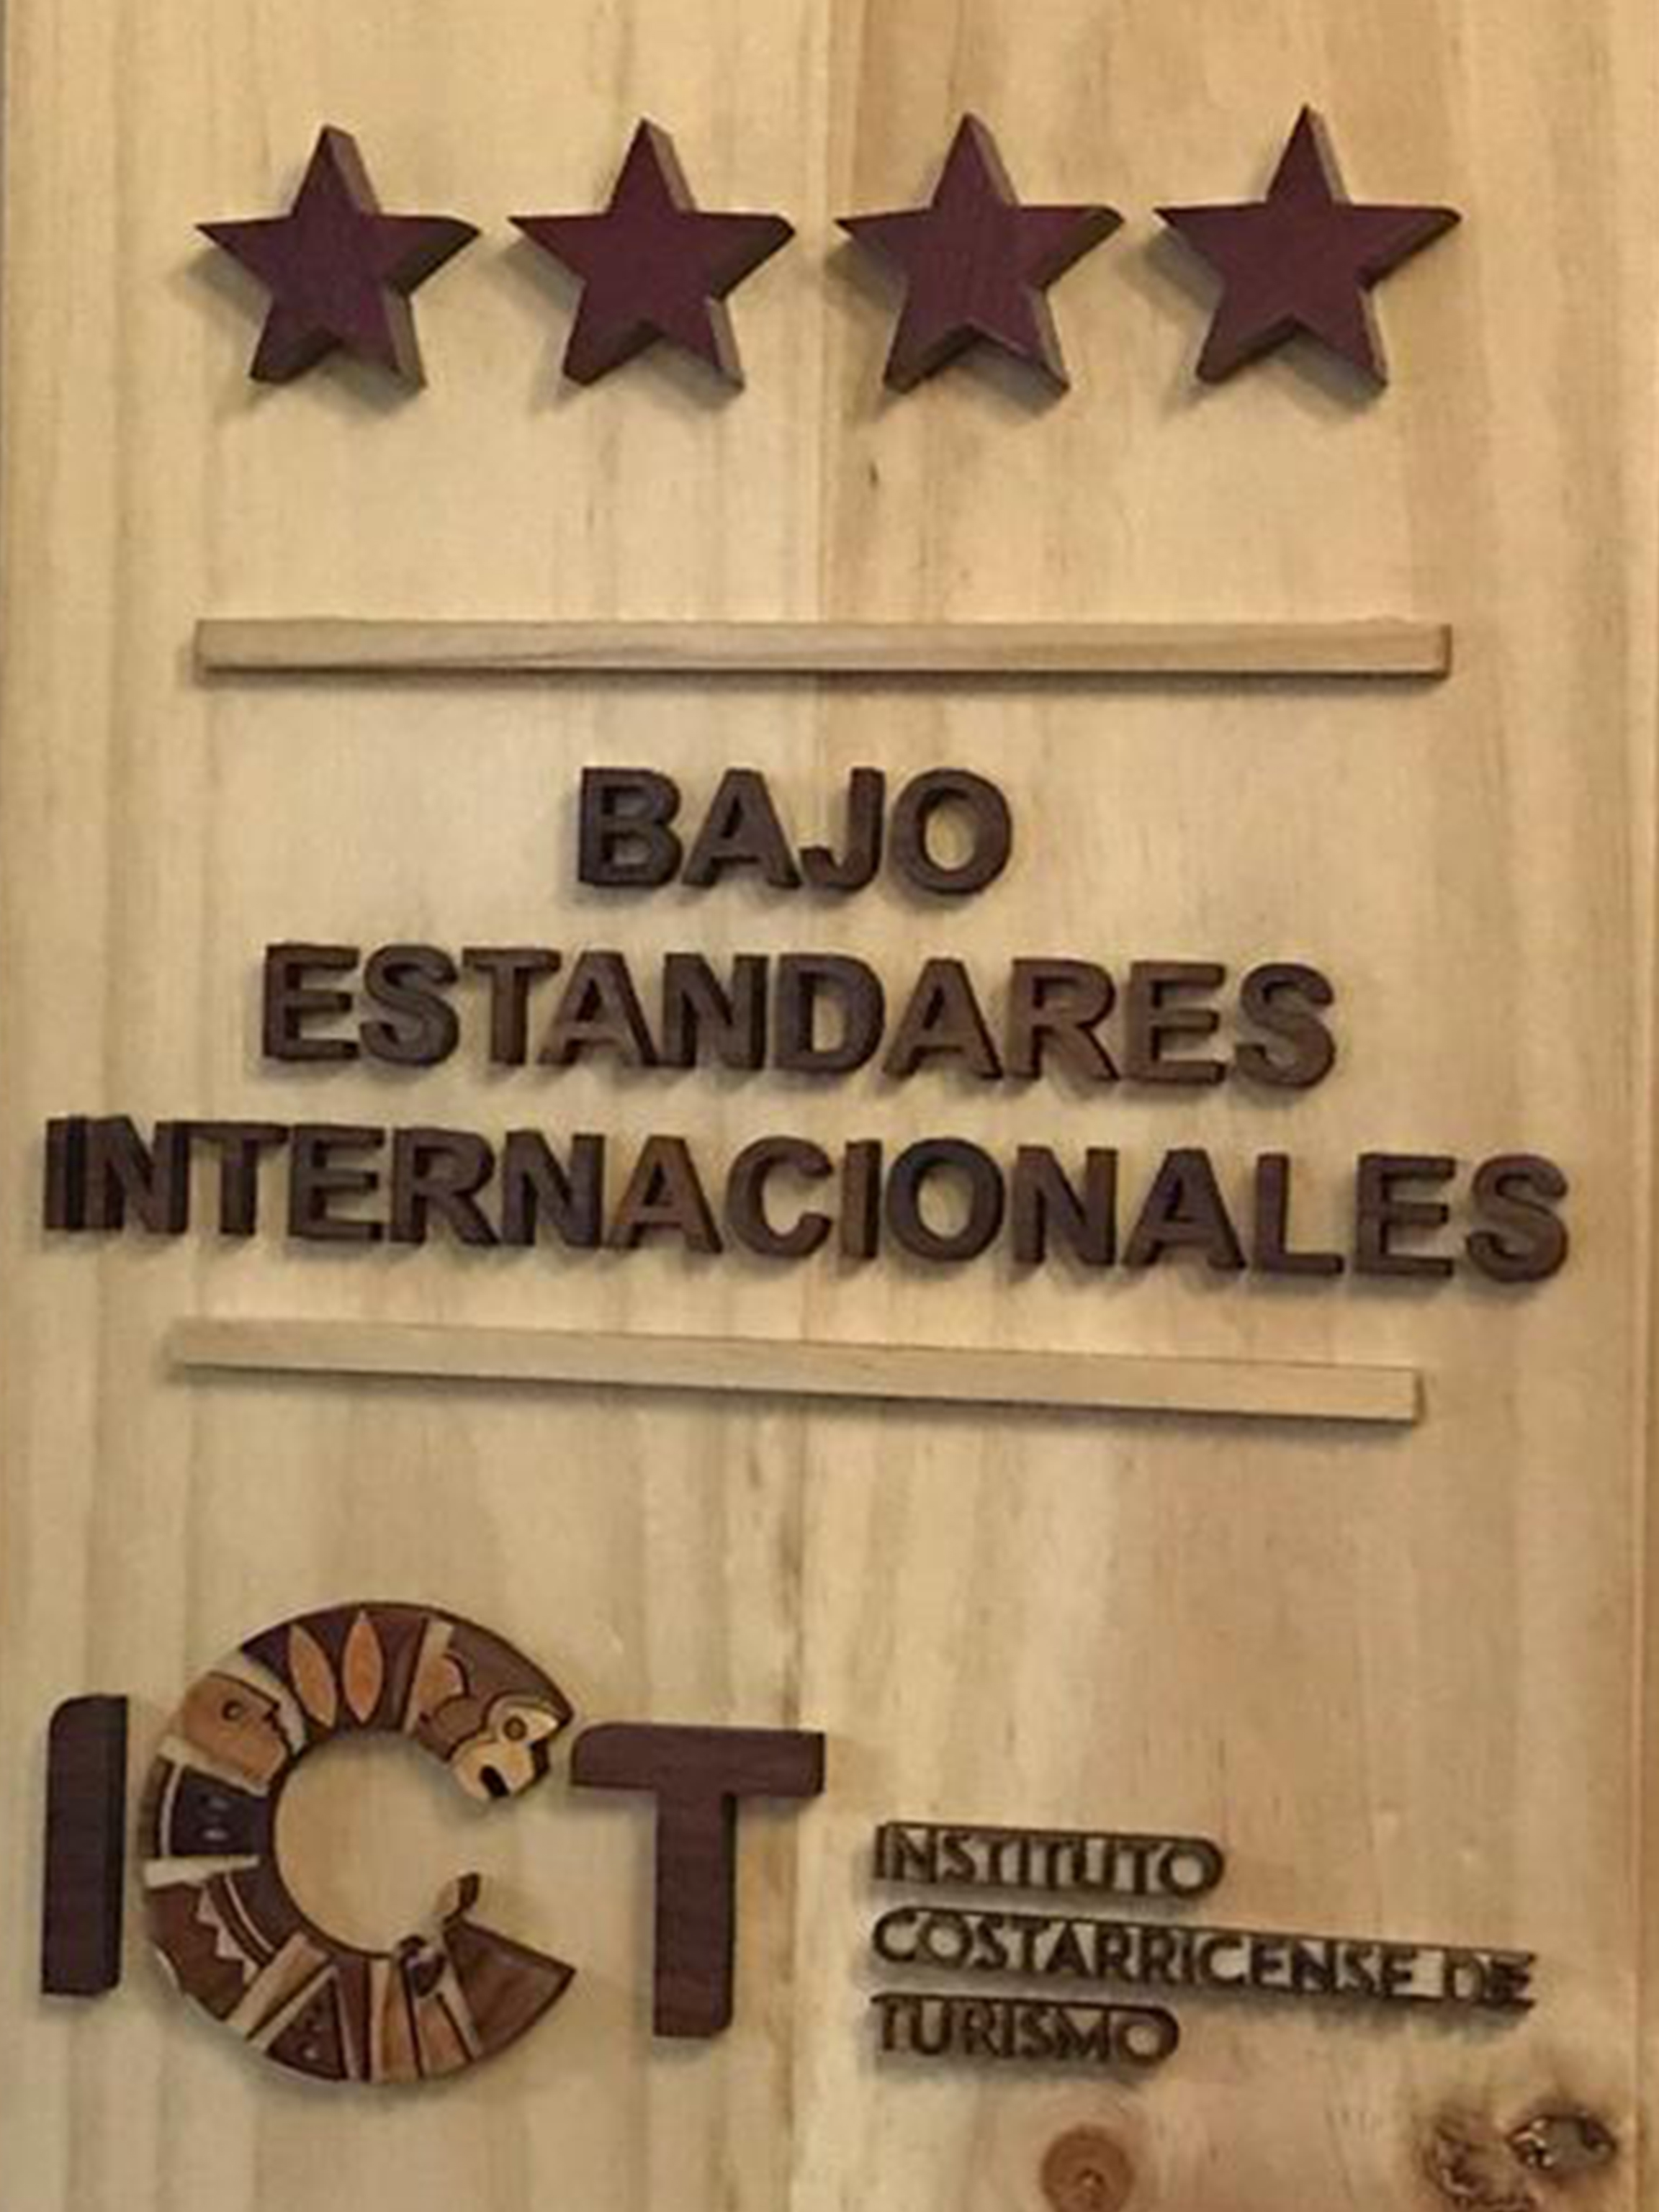 BAJO
ESTANDARES
INTERNACIONALES
ICT
INSTITUTO
COSTARRICENSE DE
TURISMO